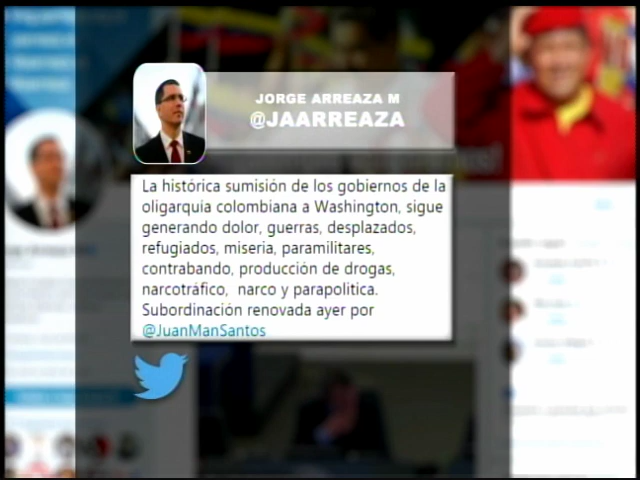 JORGE ARREAZA M
@JAARREAZA
La histórica sumisión de los gobiernos de la
oligarquía colombiana a Washington, sigue
generando dolor, guerras, desplazados,
refugiados, miseria, paramilitares,
contrabando, producción de drogas,
narcotráfico, narco y parapolitica.
Subordinación renovada ayer por
@JuanManSantos